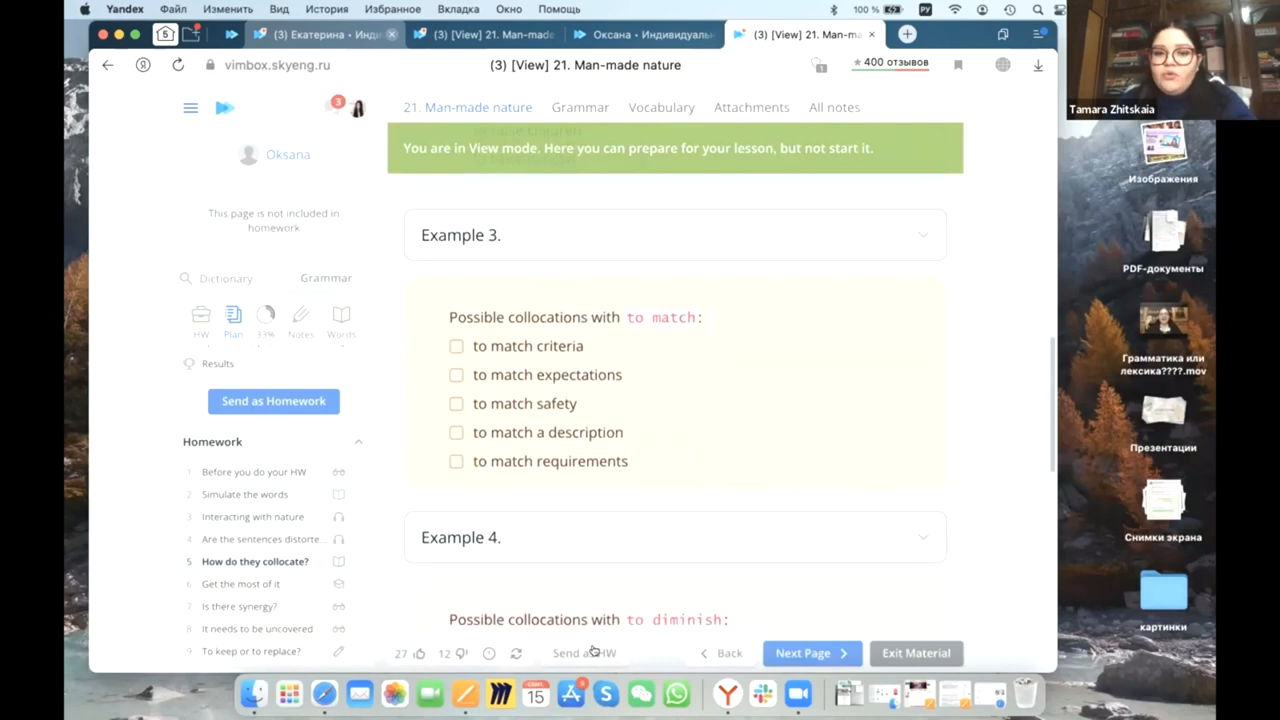 Yandex Файл Изменить Вид История Избранное Вкладка Окно Помощь 100 % РУ
5 (3) Екатерина • Инди (3) [View] 21. Man-made Оксана • Индивидуаль (3) [View] 21. Man-ma
vimbox.skyeng.ru (3) [View] 21. Man-made nature 400 отзывов
Tamara Zhitskaia
3 21. Man-made nature Grammar Vocabulary Attachments All notes
or raise children
You are in View mode. Here you can prepare for your lesson, but not start it.
Oksana
This page is not included in
homework
Dictionary Grammar
HW Plan 33% Notes Words
Results
Send as Homework
Homework
1 Before you do your HW
2 Simulate the words
3 Interacting with nature
4 Are the sentences distorte...
5 How do they collocate?
6 Get the most of it
7 Is there synergy?
8 It needs to be uncovered
9 To keep or to replace?
Example 3.
Possible collocations with to match:
to match criteria
to match expectations
to match safety
to match a description
to match requirements
Example 4.
Possible collocations with to diminish:
27 12 Send as HW Back Next Page Exit Material
Изображения
PDF-документы
Грамматика или
лексика????.mov
Презентации
Снимки экрана
картинки
15